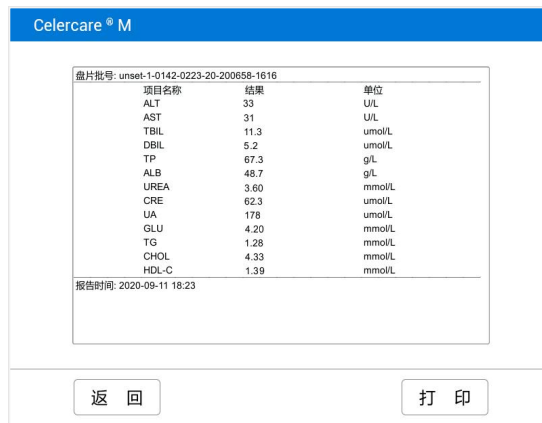 Celercare ® M
盘片批号: unset-1-0142-0223-20-200658-1616
项目名称 结果 单位
ALT 33 U/L
AST 31 U/L
TBIL 11.3 umol/L
DBIL 5.2 umol/L
TP 67.3 g/L
ALB 48.7 g/L
UREA 3.60 mmol/L
CRE 62.3 umol/L
UA 178 umol/L
GLU 4.20 mmol/L
TG 1.28 mmol/L
CHOL 4.33 mmol/L
HDL-C 1.39 mmol/L
报告时间: 2020-09-11 18:23
返 回 打 印